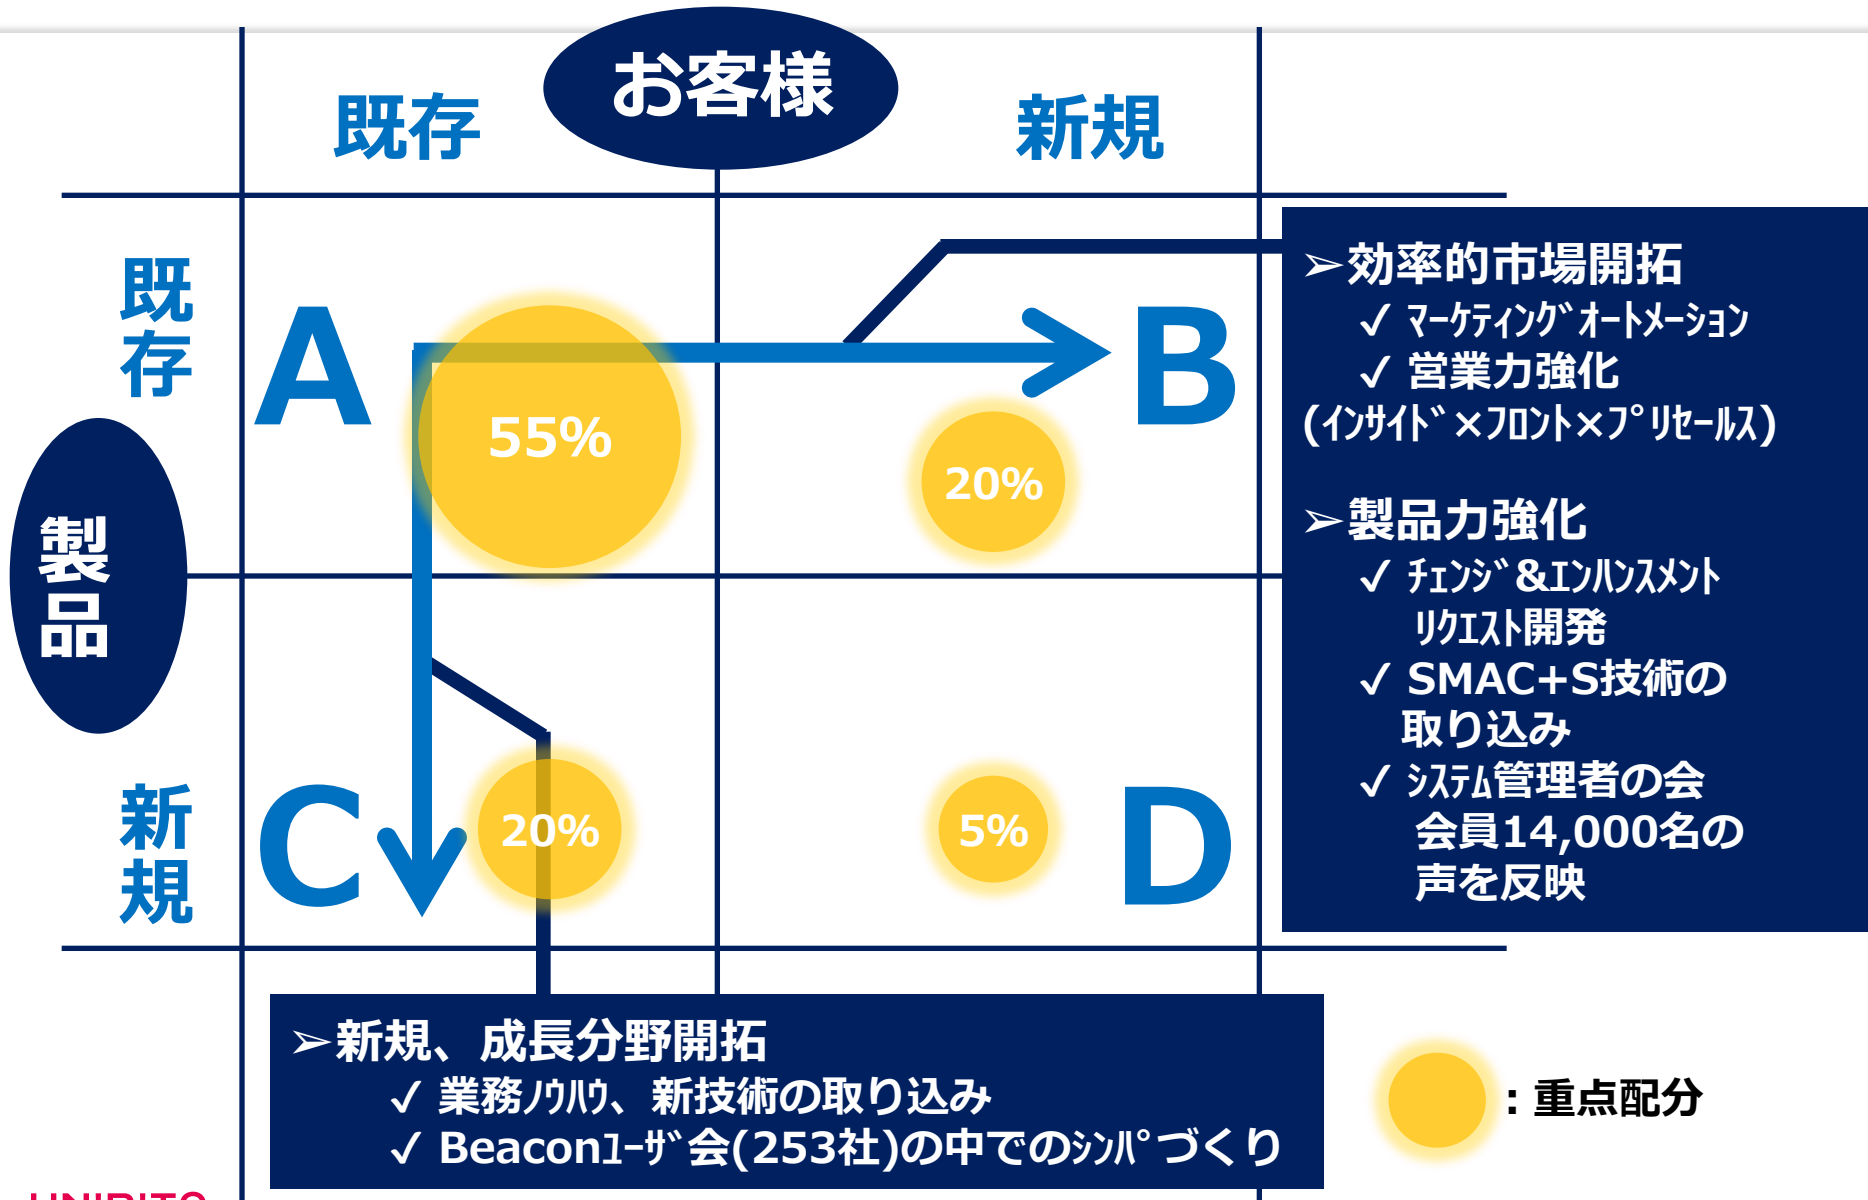 お客様
既存
新規
既存
A
B
55%
20%
製品
新規
C
D
20%
5%
➢効率的市場開拓
✓ ﾏｰｹﾃｨﾝｸﾞｵｰﾄﾒｰｼｮﾝ
✓ 営業力強化
(ｲﾝｻｲﾄﾞ×ﾌﾛﾝﾄ×ﾌﾟﾘｾｰﾙｽ)
➢製品力強化
✓ ﾁｪﾝｼﾞ&ｴﾝﾊﾝｽﾒﾝﾄ
ﾘｸｴｽﾄ開発
✓ SMAC+S技術の
取り込み
✓ ｼｽﾃﾑ管理者の会
会員14,000名の
声を反映
➢新規、成長分野開拓
✓ 業務ﾉｳﾊｳ、新技術の取り込み
✓ Beaconﾕｰｻﾞ会(253社)の中でのｼﾝﾊﾟづくり
: 重点配分